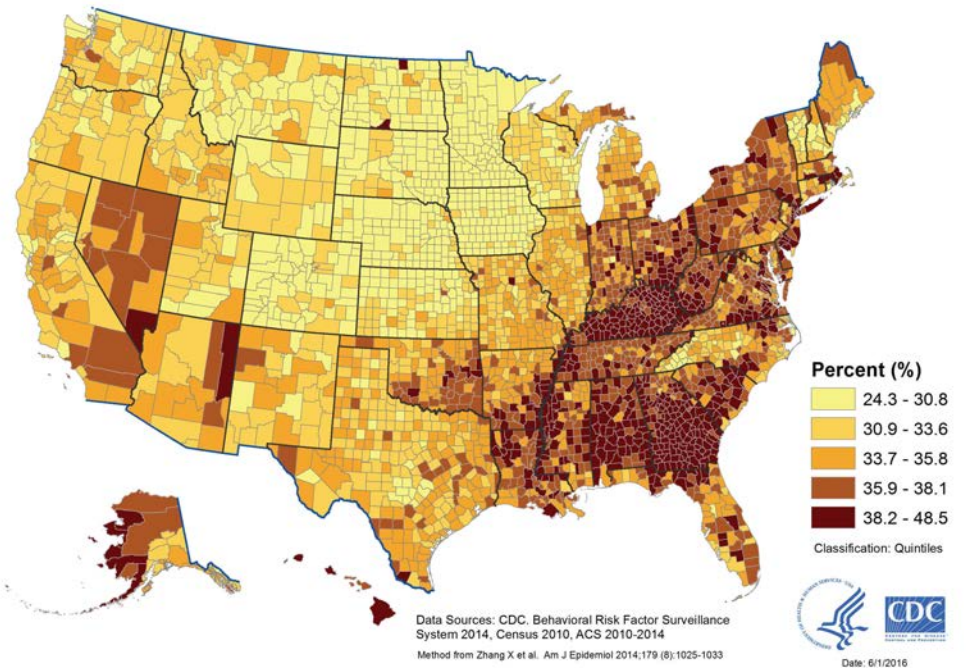 Percent (%)
24.3 - 30.8
30.9 - 33.6
33.7 - 35.8
35.9 - 38.1
38.2 - 48.5
Classification: Quintiles
Data Sources: CDC. Behavioral Risk Factor Surveillance
System 2014, Census 2010, ACS 2010-2014
Method from Zhang X et al. Am J Epidemiol 2014;179 (8):1025-1033
CDC
Date: 6/1/2016